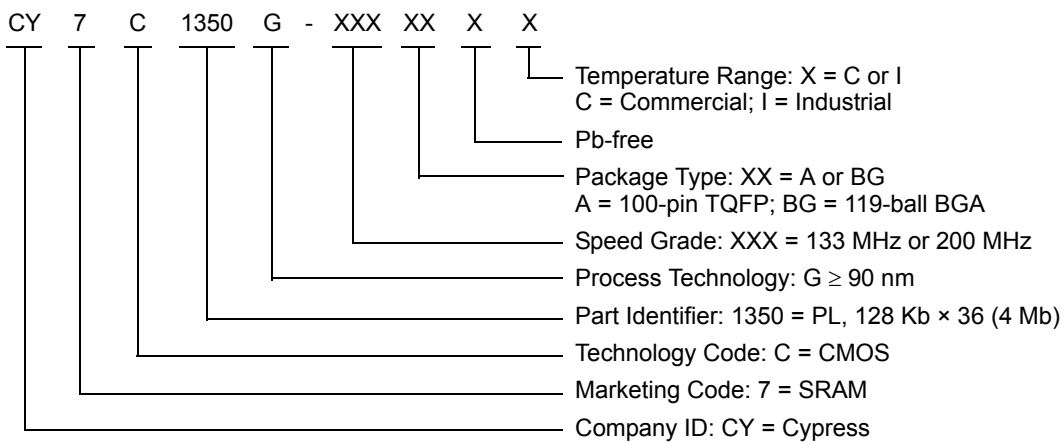 CY 7 C 1350 G - XXX XX X X
Temperature Range: X = C or I
C = Commercial; I = Industrial
Pb-free
Package Type: XX = A or BG
A = 100-pin TQFP; BG = 119-ball BGA
Speed Grade: XXX = 133 MHz or 200 MHz
Process Technology: G ≥ 90 nm
Part Identifier: 1350 = PL, 128 Kb × 36 (4 Mb)
Technology Code: C = CMOS
Marketing Code: 7 = SRAM
Company ID: CY = Cypress